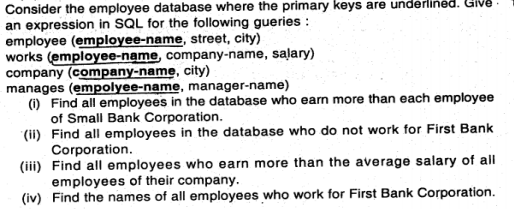 Consider the employee database where the primary keys are underlined. Give
an expression in SQL for the following gueries :
employee (employee-name, street, city)
works (employee-name, company-name, salary)
company (company-name, city)
manages (empolyee-name, manager-name)
(i) Find all employees in the database who earn more than each employee
of Small Bank Corporation.
(ii) Find all employees in the database who do not work for First Bank
Corporation.
(iii) Find all employees who earn more than the average salary of all
employees of their company.
(iv) Find the names of all employees who work for First Bank Corporation.